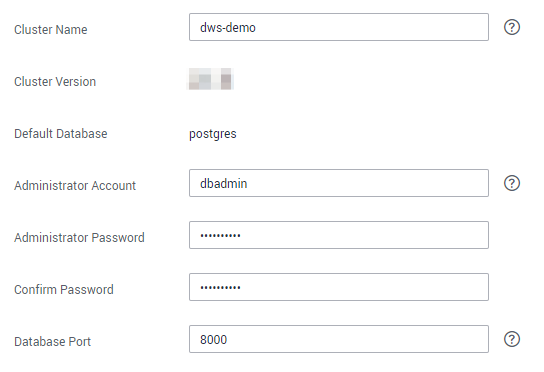 Cluster Name dws-demo ?
Cluster Version
Default Database postgres
Administrator Account dbadmin ?
Administrator Password ••••••••••
Confirm Password ••••••••••
Database Port 8000 ?